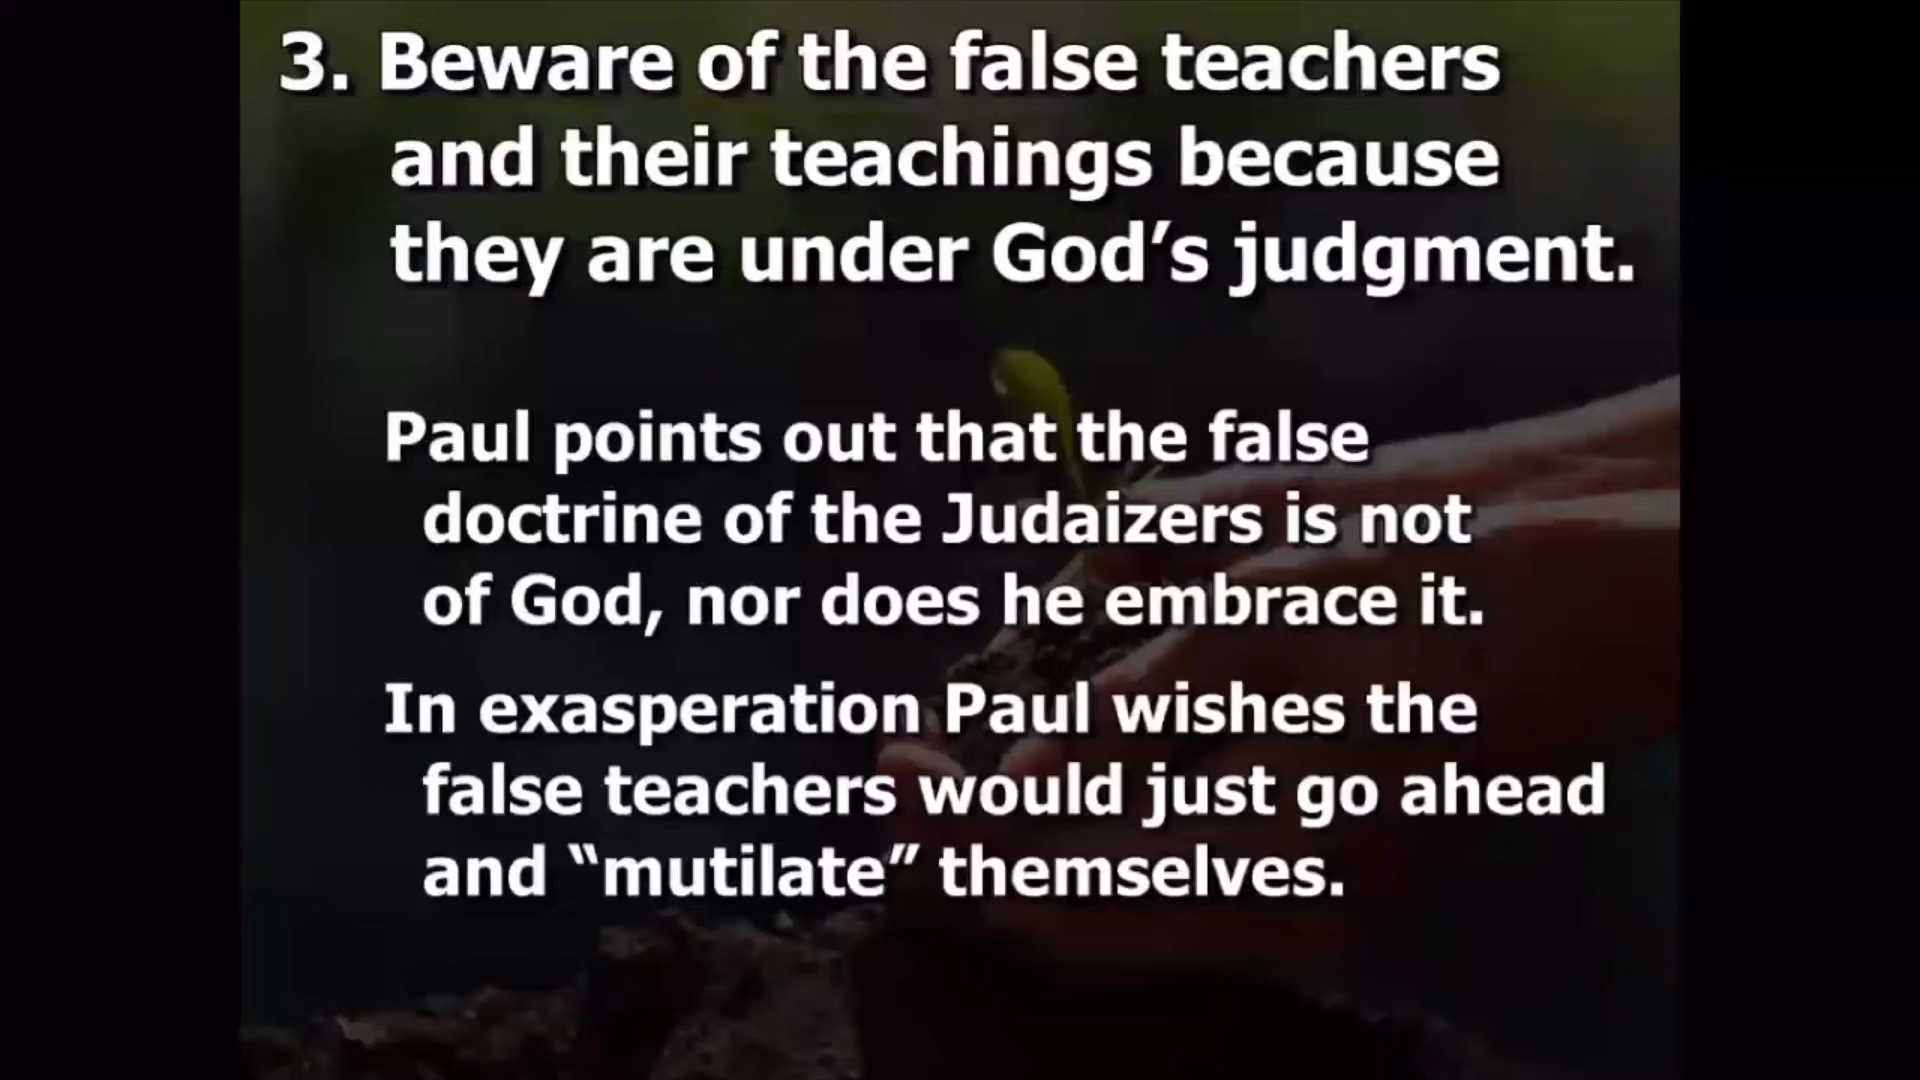 3. Beware of the false teachers
and their teachings because
they are under God’s judgment.
Paul points out that the false
doctrine of the Judaizers is not
of God, nor does he embrace it.
In exasperation Paul wishes the
false teachers would just go ahead
and “mutilate” themselves.